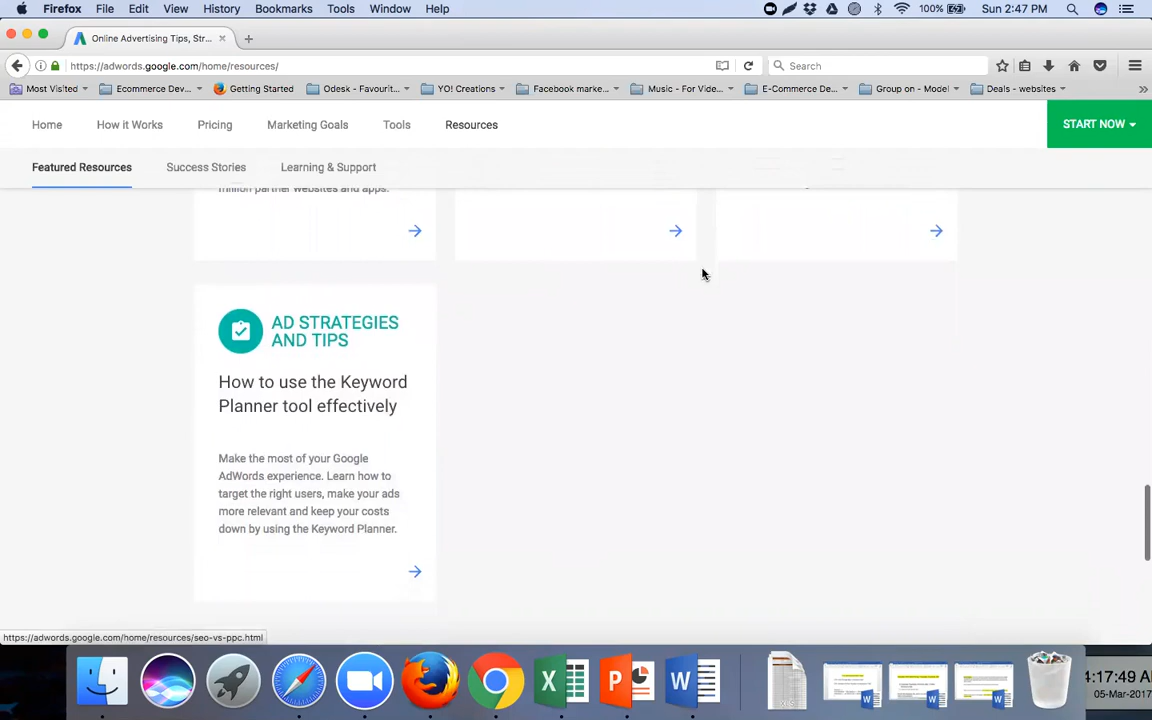 Firefox File Edit View History Bookmarks Tools Window Help 100% Sun 2:47 PM
Online Advertising Tips, Str...
https://adwords.google.com/home/resources/ Search
Most Visited Ecommerce Dev... Getting Started Odesk - Favourit... YO! Creations Facebook marke... Music - For Vide... E-Commerce De... Group on - Model Deals - websites
Home How it Works Pricing Marketing Goals Tools Resources START NOW
Featured Resources Success Stories Learning & Support
million partner websites and apps.
AD STRATEGIES
AND TIPS
How to use the Keyword
Planner tool effectively
Make the most of your Google
AdWords experience. Learn how to
target the right users, make your ads
more relevant and keep your costs
down by using the Keyword Planner.
https://adwords.google.com/home/resources/seo-vs-ppc.html
4:17:49 A
05-Mar-2017